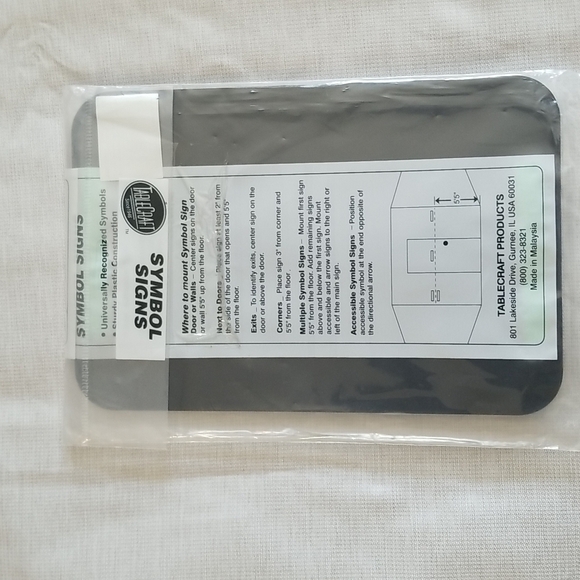 SYMBOL SIGNS
• Universally Recognized Symbols
• Sturdy Plastic Construction
TABLECRAFT
SYMBOL
SIGNS
Where to mount Symbol Sign
Door or Walls – Center signs on the door
or wall 5'5" up from the floor.
Next to Doors – Place sign at least 2" from
the side of the door that opens and 5'5"
from the floor.
Exits – To identify exits, center sign on the
door or above the door.
Corners – Place sign 3" from corner and
5'5" from the floor.
Multiple Symbol Signs – Mount first sign
5'5" from the floor. Add remaining signs
above and below the first sign. Mount
accessible and arrow signs to the right or
left of the main sign.
Accessible Symbol Signs – Position
accessible symbol at the end opposite of
the directional arrow.
5'5"
TABLECRAFT PRODUCTS
801 Lakeside Drive, Gurnee, IL USA 60031
(800) 323-8321
Made in Malaysia